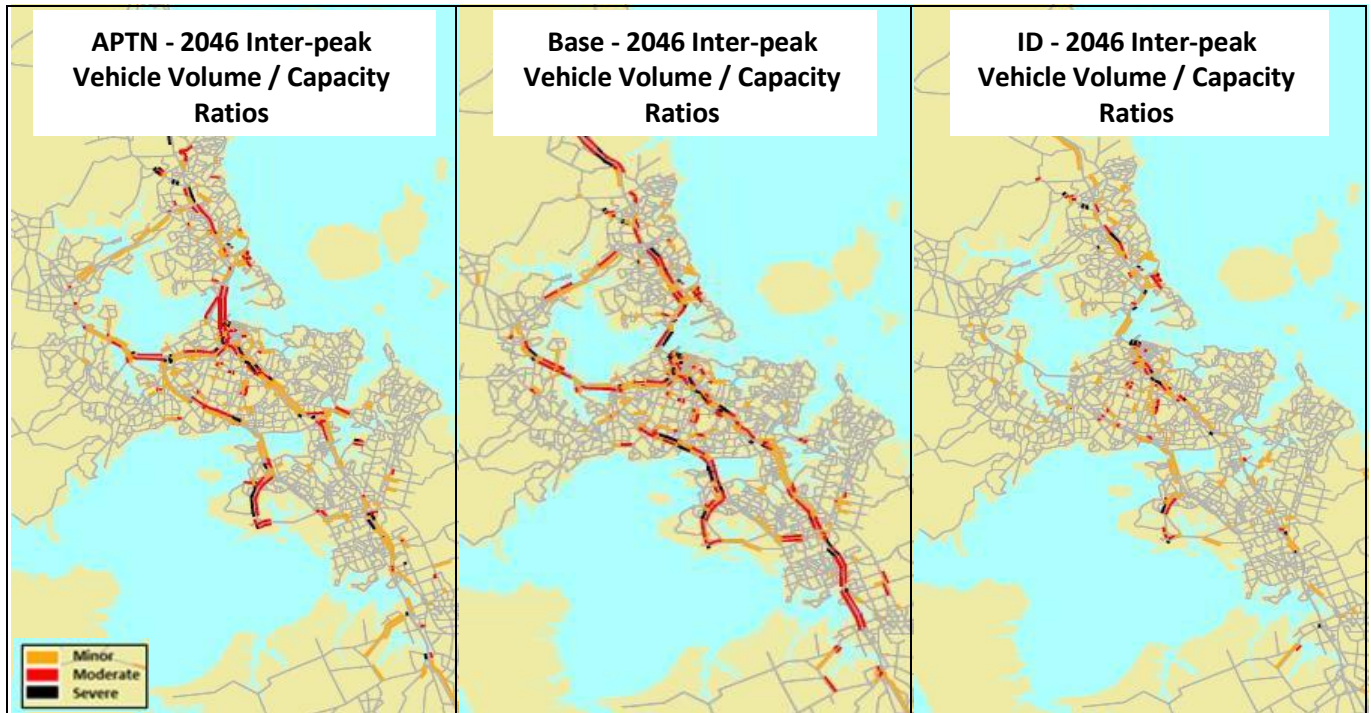 APTN - 2046 Inter-peak
Vehicle Volume / Capacity
Ratios
Base - 2046 Inter-peak
Vehicle Volume / Capacity
Ratios
ID - 2046 Inter-peak
Vehicle Volume / Capacity
Ratios
Minor
Moderate
Severe